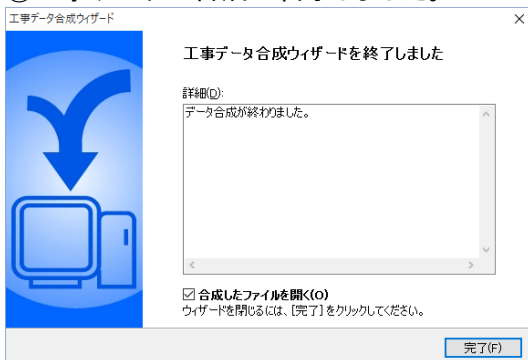 工事データ合成ウィザード
工事データ合成ウィザードを終了しました
詳細(D):
データ合成が終わりました。
合成したファイルを開く(O)
ウィザードを閉じるには、[完了]をクリックしてください。
完了(F)